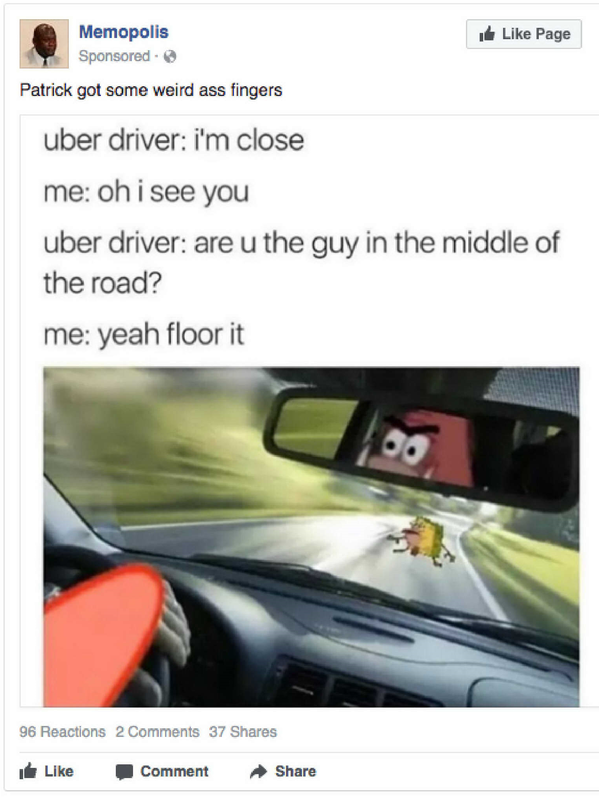 Memopolis
Like Page
Sponsored ·
Patrick got some weird ass fingers
uber driver: i'm close
me: oh i see you
uber driver: are u the guy in the middle of
the road?
me: yeah floor it
96 Reactions 2 Comments 37 Shares
Like Comment Share